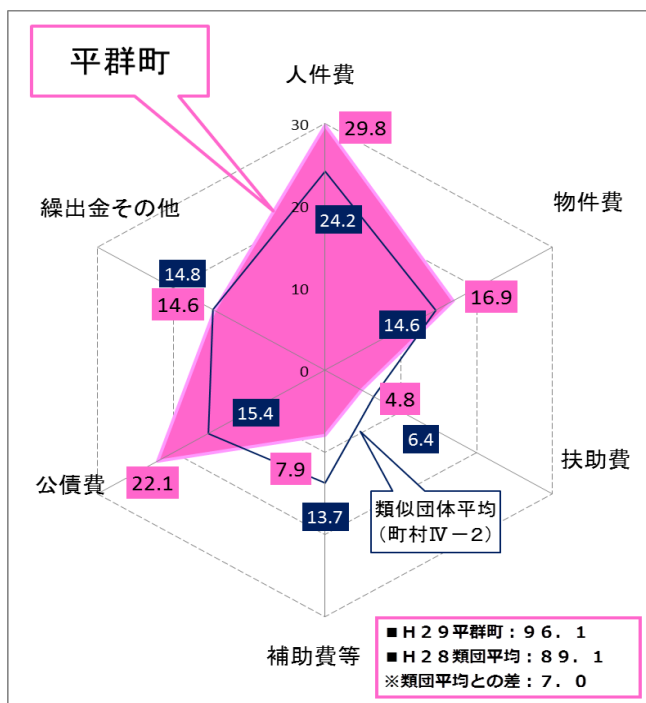 平群町
人件費
30
29.8
20
24.2
物件費
繰出金その他
14.8
14.6
10
16.9
14.6
0
4.8
6.4
扶助費
15.4
公債費
22.1
7.9
13.7
類似団体平均
（町村Ⅳ－２）
補助費等
■Ｈ２９平群町：９６．１
■Ｈ２８類団平均：８９．１
※類団平均との差：７．０